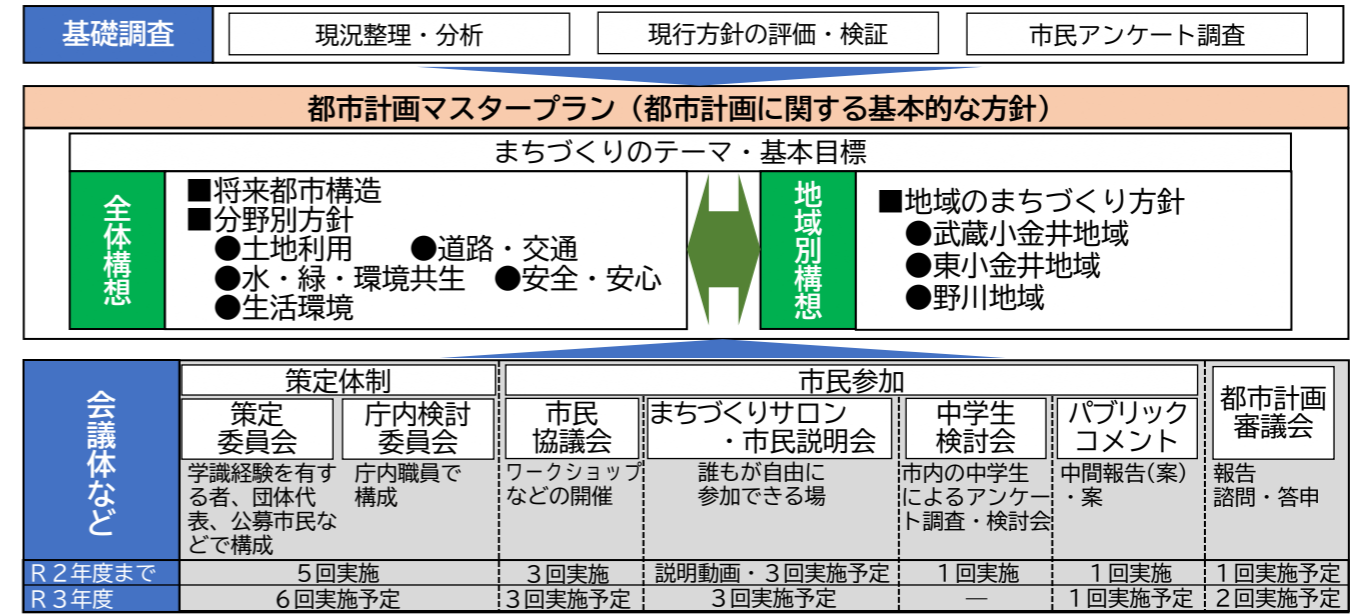 基礎調査
現況整理・分析
現行方針の評価・検証
市民アンケート調査
都市計画マスタープラン（都市計画に関する基本的な方針）
まちづくりのテーマ・基本目標
全体構想
■将来都市構造
■分野別方針
●土地利用 ●道路・交通
●水・緑・環境共生 ●安全・安心
●生活環境
地域別構想
■地域のまちづくり方針
●武蔵小金井地域
●東小金井地域
●野川地域
会議体など
策定体制
市民参加
策定
委員会
庁内検討
委員会
市民
協議会
まちづくりサロン
・市民説明会
中学生
検討会
パブリック
コメント
都市計画
審議会
学識経験を有す
る者、団体代
表、公募市民な
どで構成
庁内職員で
構成
ワークショップ
などの開催
誰もが自由に
参加できる場
市内の中学生
によるアンケー
ト調査・検討会
中間報告(案)
・案
報告
諮問・答申
R２年度まで ５回実施 ３回実施 説明動画・３回実施予定 １回実施 １回実施 １回実施予定
R３年度 ６回実施予定 ３回実施予定 ３回実施予定 ― １回実施予定 ２回実施予定